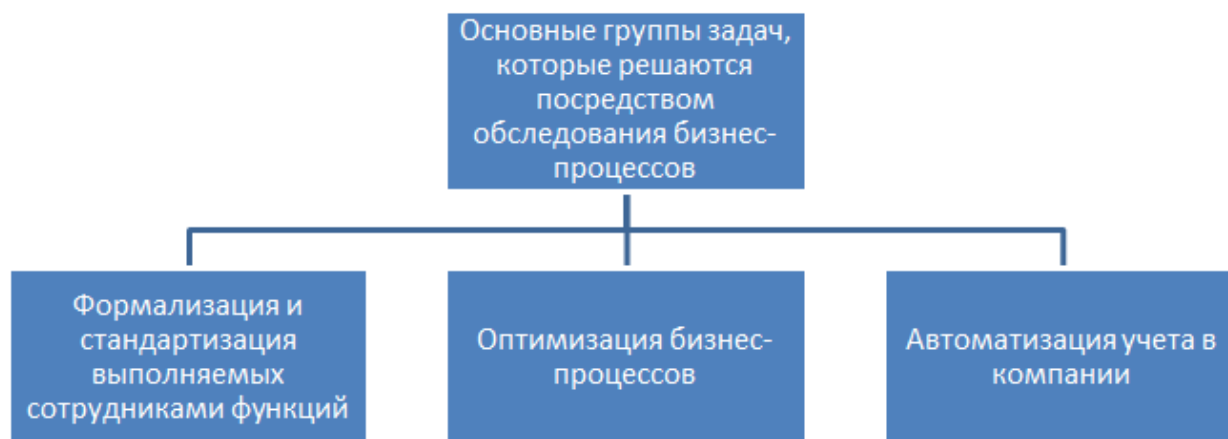 Основные группы задач,
которые решаются
посредством
обследования бизнес-
процессов
Формализация и
стандартизация
выполняемых
сотрудниками функций
Оптимизация бизнес-
процессов
Автоматизация учета в
компании